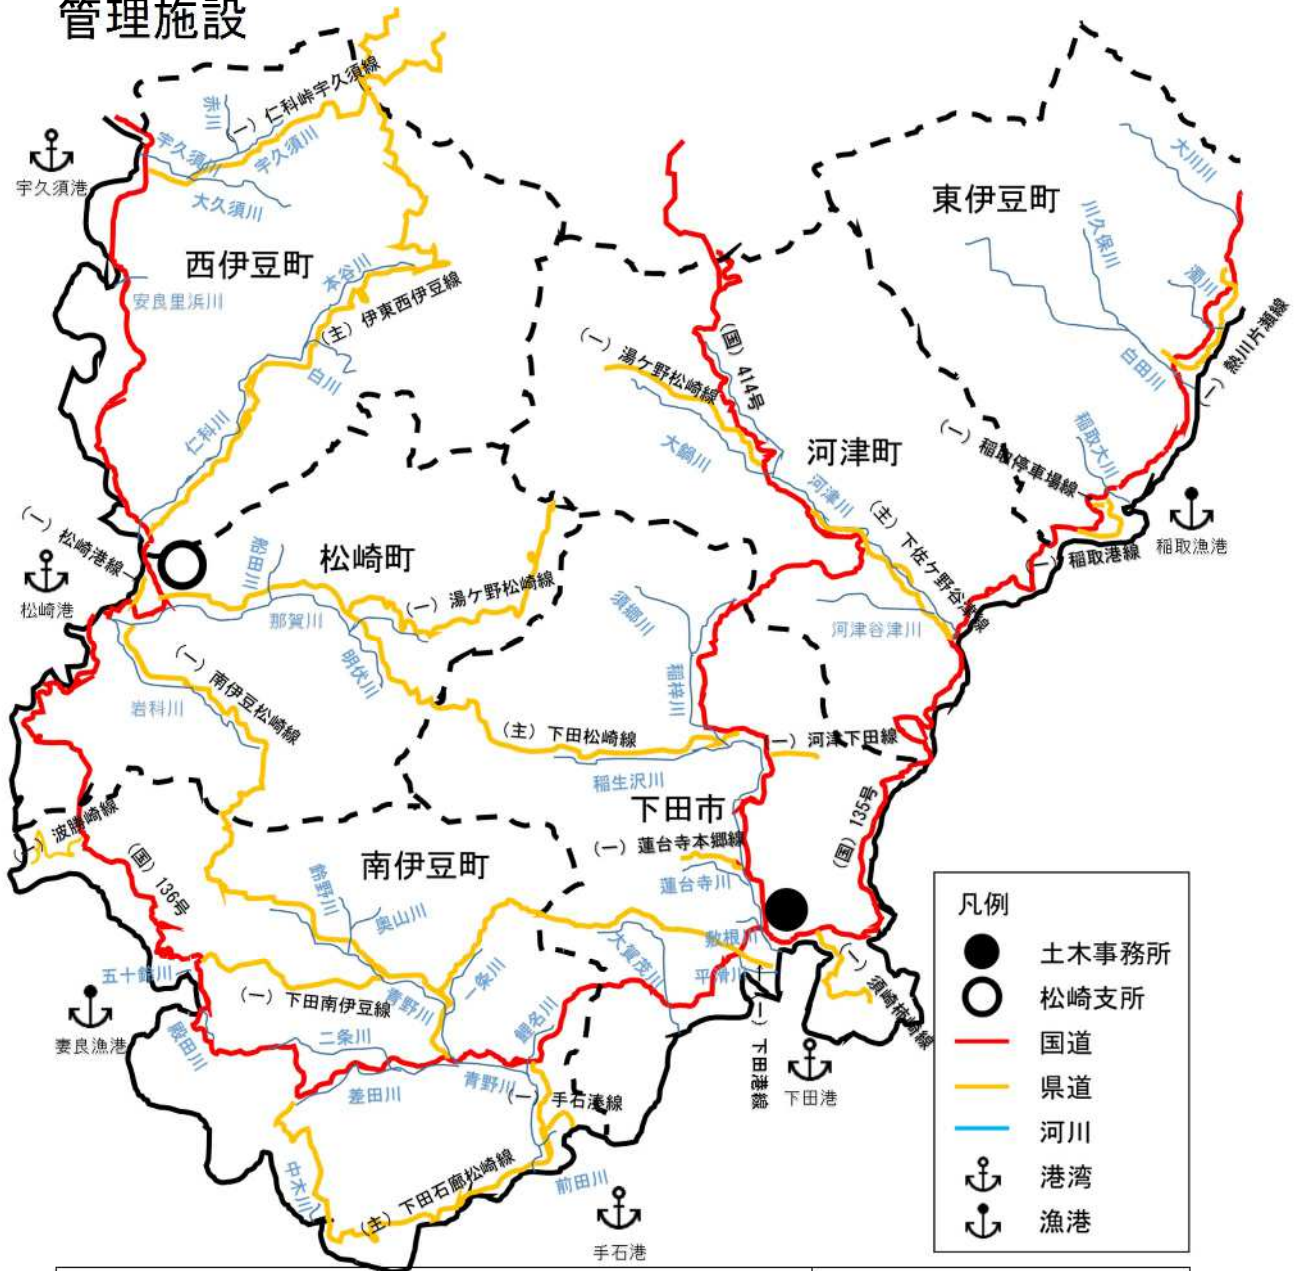 管理施設
(一) 仁科峠宇久須線
赤川
宇久須川
宇久須川
大久須川
宇久須港
西伊豆町
安良里浜川
本谷川
(主) 伊東西伊豆線
白川
仁科川
東伊豆町
大川川
川久保川
濁川
白田川
(一) 熱川片瀬線
(国) 414号
(一) 湯ケ野松崎線
大鍋川
河津町
河津川
(主) 下佐ケ野谷津線
河津谷津川
(一) 稲取停車場線
稲取大川
(一) 稲取港線
稲取漁港
(一) 松崎港線
松崎港
松崎町
船田川
那賀川
(一) 湯ケ野松崎線
明伏川
(一) 南伊豆松崎線
岩科川
須郷川
稲梓川
(主) 下田松崎線
稲生沢川
(一) 河津下田線
下田市
(国) 135号
(一) 蓮台寺本郷線
蓮台寺川
敷根川
平滑川
大賀茂川
(一) 須崎柿崎線
(一) 下田港線
下田港
(一) 波勝崎線
(国) 136号
南伊豆町
鈴野川
奥山川
一条川
青野川
(一) 下田南伊豆線
妻良漁港
殿田川
二条川
鯉名川
差田川
青野川
(一) 手石湊線
(主) 下田石廊松崎線
中木川
前田川
手石港
凡例
土木事務所
松崎支所
国道
県道
河川
港湾
漁港